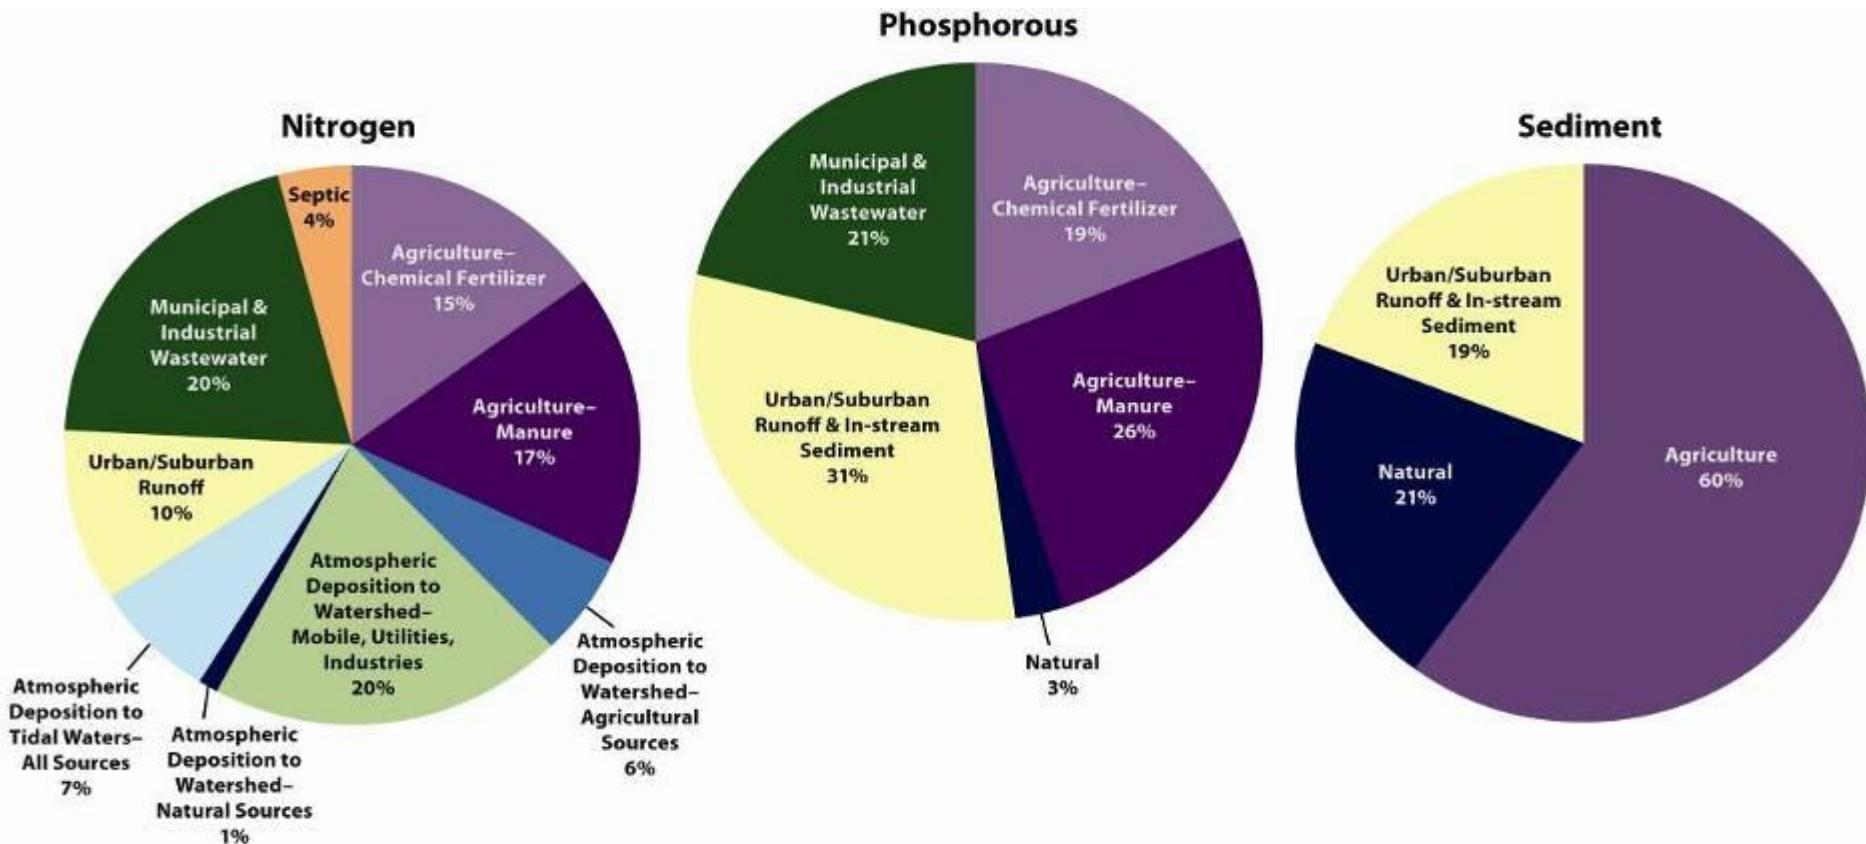 Nitrogen
Septic
4%
Agriculture–
Chemical Fertilizer
15%
Agriculture–
Manure
17%
Atmospheric
Deposition to
Watershed–
Agricultural
Sources
6%
Atmospheric
Deposition to
Watershed–
Mobile, Utilities,
Industries
20%
Atmospheric
Deposition to
Watershed–
Natural Sources
1%
Atmospheric
Deposition to
Tidal Waters–
All Sources
7%
Urban/Suburban
Runoff
10%
Municipal &
Industrial
Wastewater
20%
Phosphorous
Municipal &
Industrial
Wastewater
21%
Agriculture–
Chemical Fertilizer
19%
Agriculture–
Manure
26%
Natural
3%
Urban/Suburban
Runoff & In-stream
Sediment
31%
Sediment
Urban/Suburban
Runoff & In-stream
Sediment
19%
Agriculture
60%
Natural
21%